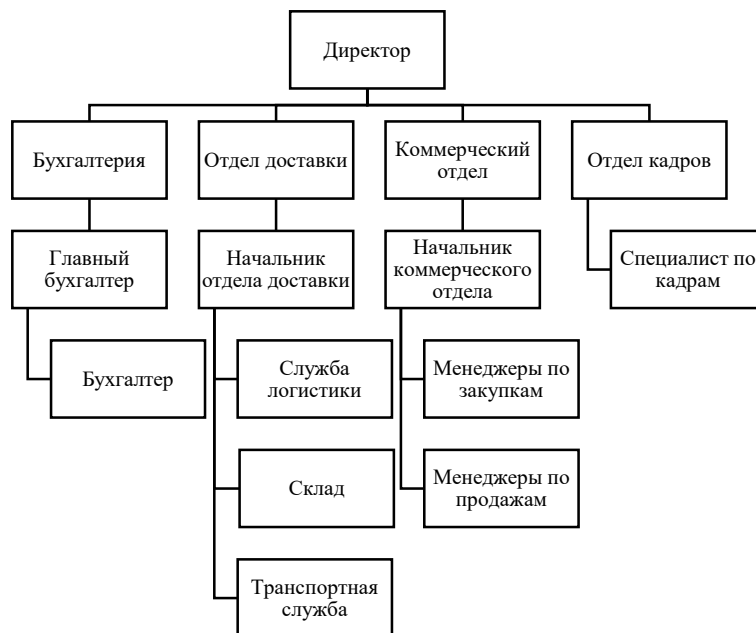 Директор
Бухгалтерия
Отдел доставки
Коммерческий
отдел
Отдел кадров
Главный
бухгалтер
Начальник
отдела доставки
Начальник
коммерческого
отдела
Специалист по
кадрам
Бухгалтер
Служба
логистики
Менеджеры по
закупкам
Склад
Менеджеры по
продажам
Транспортная
служба